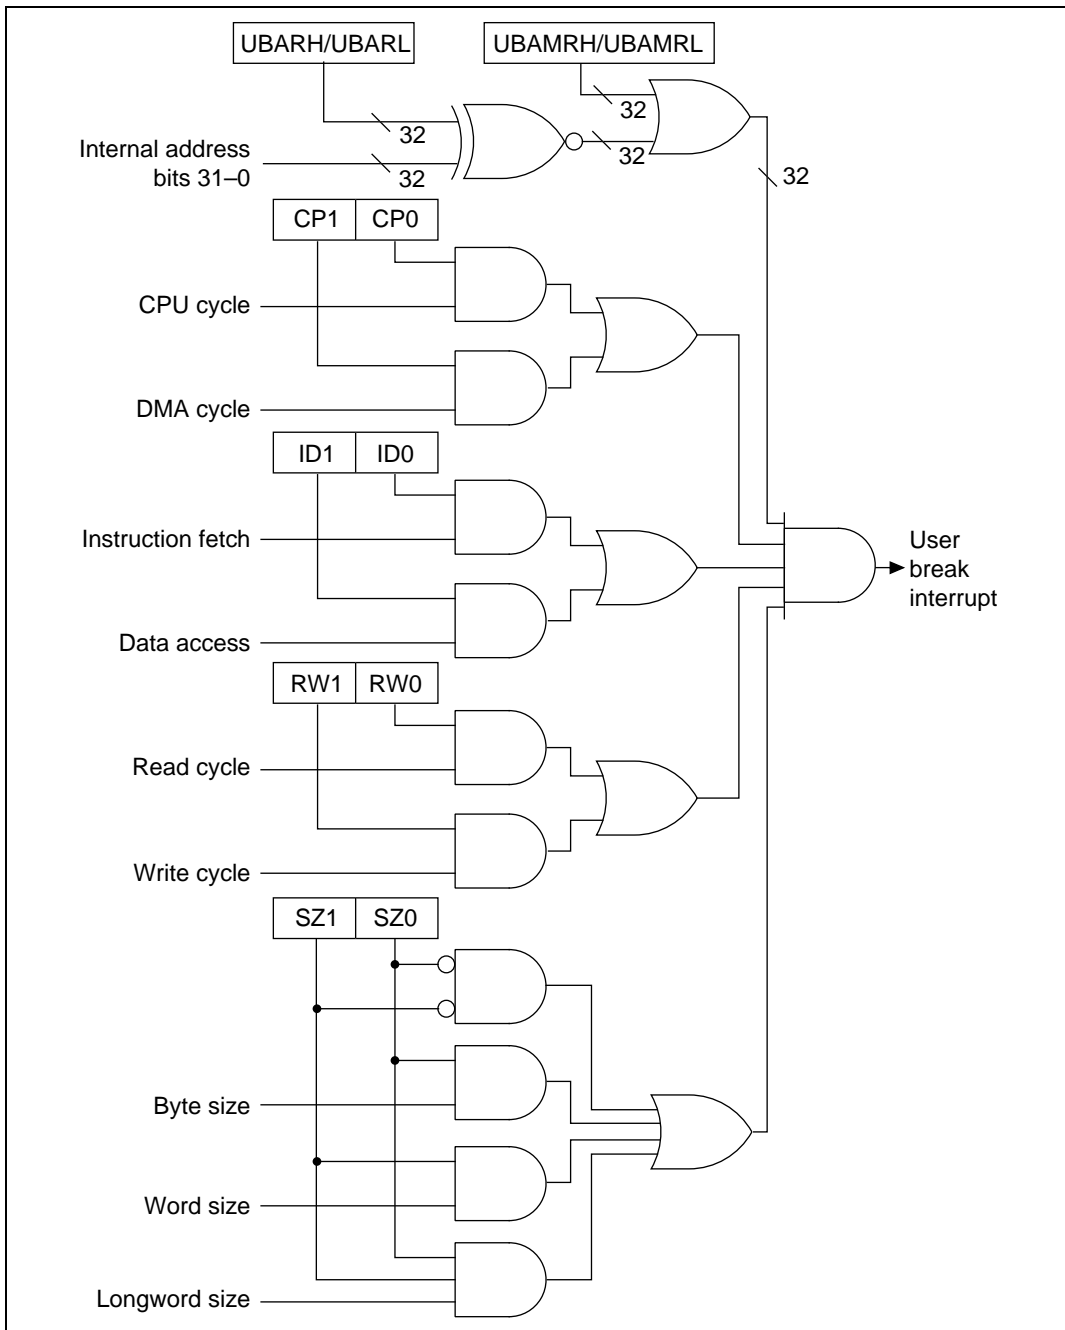 UBARH/UBARL
UBAMRH/UBAMRL
32
32
Internal address
bits 31–0
32
32
32
CP1 CP0
CPU cycle
DMA cycle
ID1 ID0
Instruction fetch
User
break
interrupt
Data access
RW1 RW0
Read cycle
Write cycle
SZ1 SZ0
Byte size
Word size
Longword size